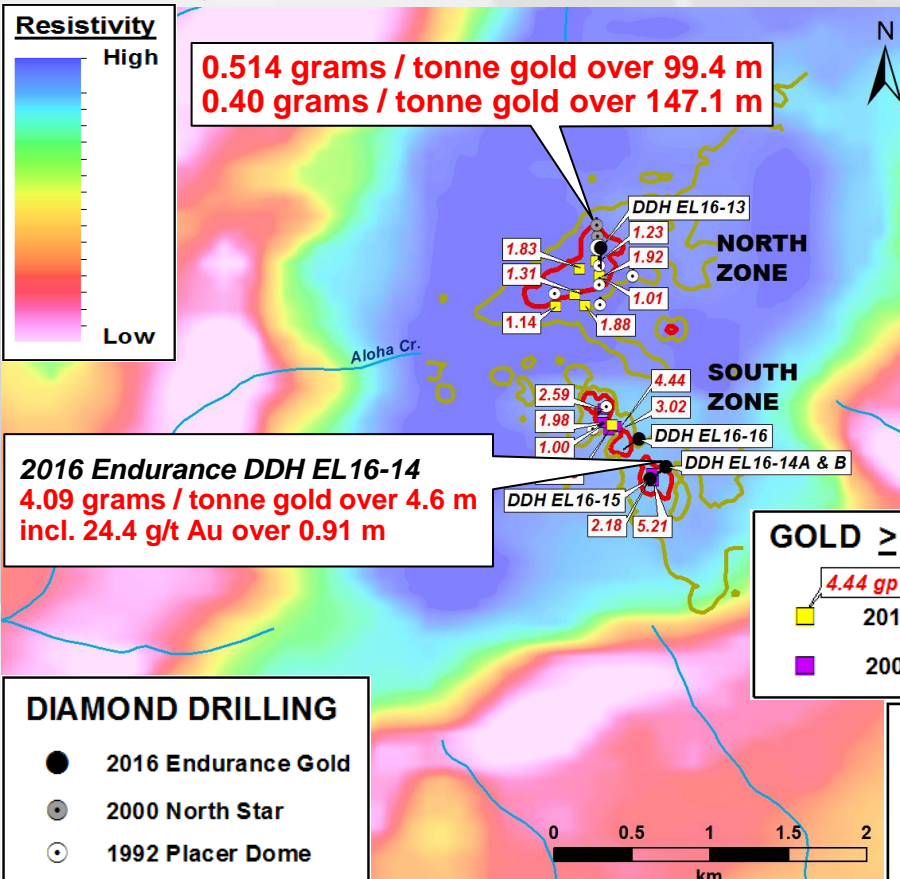 Resistivity
High
Low
0.514 grams / tonne gold over 99.4 m
0.40 grams / tonne gold over 147.1 m
N
DDH EL16-13
1.23
1.83
1.92
NORTH
ZONE
1.31
1.01
1.14
1.88
Aloha Cr.
4.44
SOUTH
ZONE
2.59
3.02
1.98
1.00
DDH EL16-16
DDH EL16-14A & B
2016 Endurance DDH EL16-14
4.09 grams / tonne gold over 4.6 m
incl. 24.4 g/t Au over 0.91 m
DDH EL16-15
2.18
5.21
GOLD ≥
4.44 gp
201
200
DIAMOND DRILLING
2016 Endurance Gold
2000 North Star
1992 Placer Dome
0 0.5 1 1.5 2
km